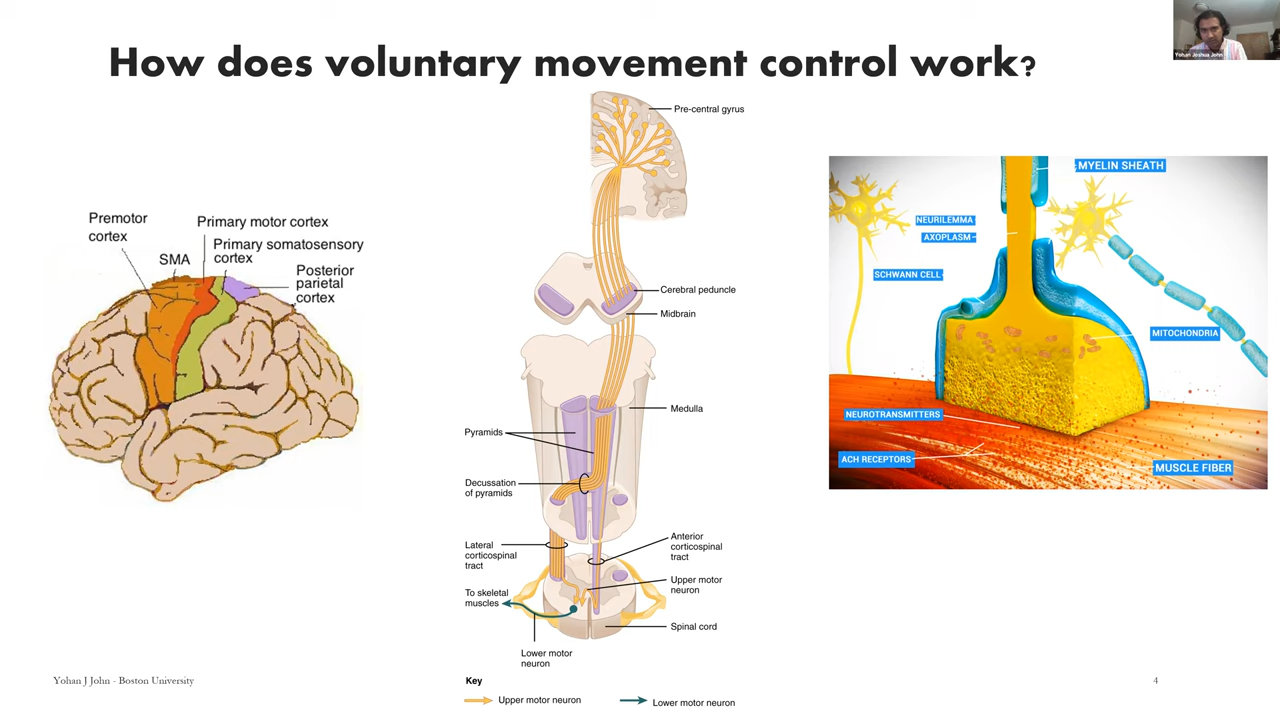 How does voluntary movement control work?
Yohan Joshua John
Premotor
cortex
SMA
Primary motor cortex
Primary somatosensory
cortex
Posterior
parietal
cortex
Pre-central gyrus
Cerebral peduncle
Midbrain
Medulla
Pyramids
Decussation
of pyramids
Lateral
corticospinal
tract
Anterior
corticospinal
tract
Upper motor
neuron
To skeletal
muscles
Spinal cord
Lower motor
neuron
Key
Upper motor neuron
Lower motor neuron
MYELIN SHEATH
NEURILEMMA
AXOPLASM
SCHWANN CELL
MITOCHONDRIA
NEUROTRANSMITTERS
ACH RECEPTORS
MUSCLE FIBER
Yohan J John - Boston University
4